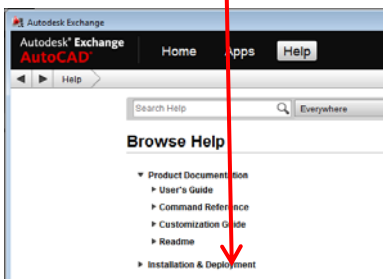 Autodesk Exchange
Autodesk® Exchange
AutoCAD®
Home Apps Help
Help
Search Help Everywhere
Browse Help
Product Documentation
User's Guide
Command Reference
Customization Guide
Readme
Installation & Deployment